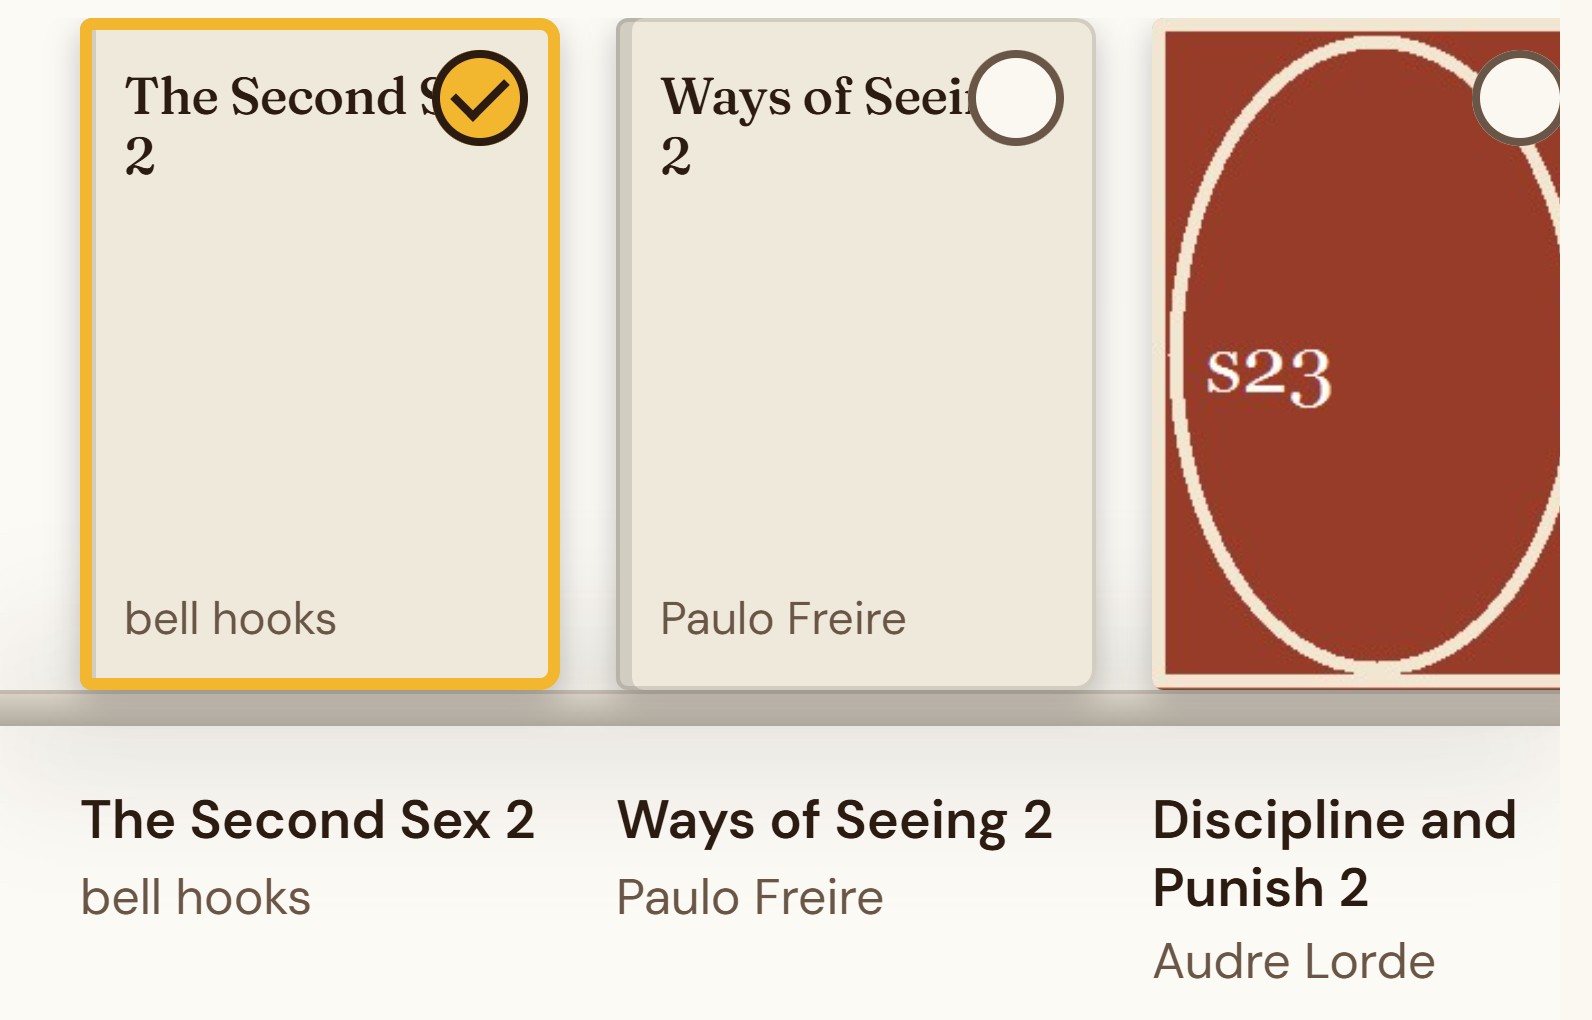 The Second
2
bell hooks
Ways of
2
Paulo Freire
s23
The Second Sex 2
bell hooks
Ways of Seeing 2
Paulo Freire
Discipline and
Punish 2
Audre Lorde